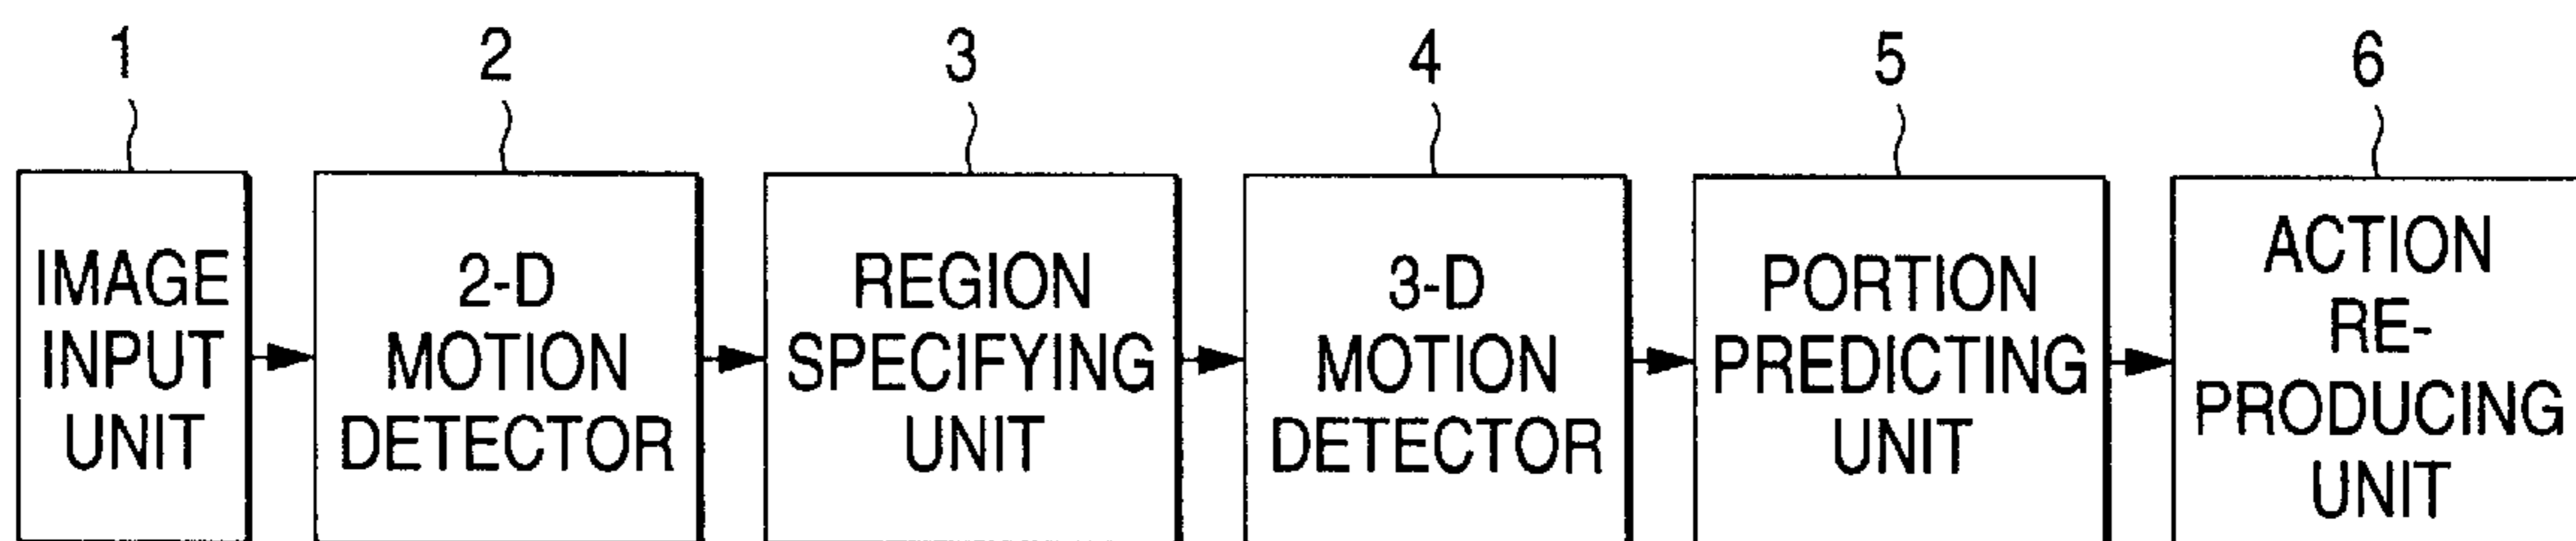 1 2 3 4 5 6
IMAGE
INPUT
UNIT
2-D
MOTION
DETECTOR
REGION
SPECIFYING
UNIT
3-D
MOTION
DETECTOR
PORTION
PREDICTING
UNIT
ACTION
RE-
PRODUCING
UNIT